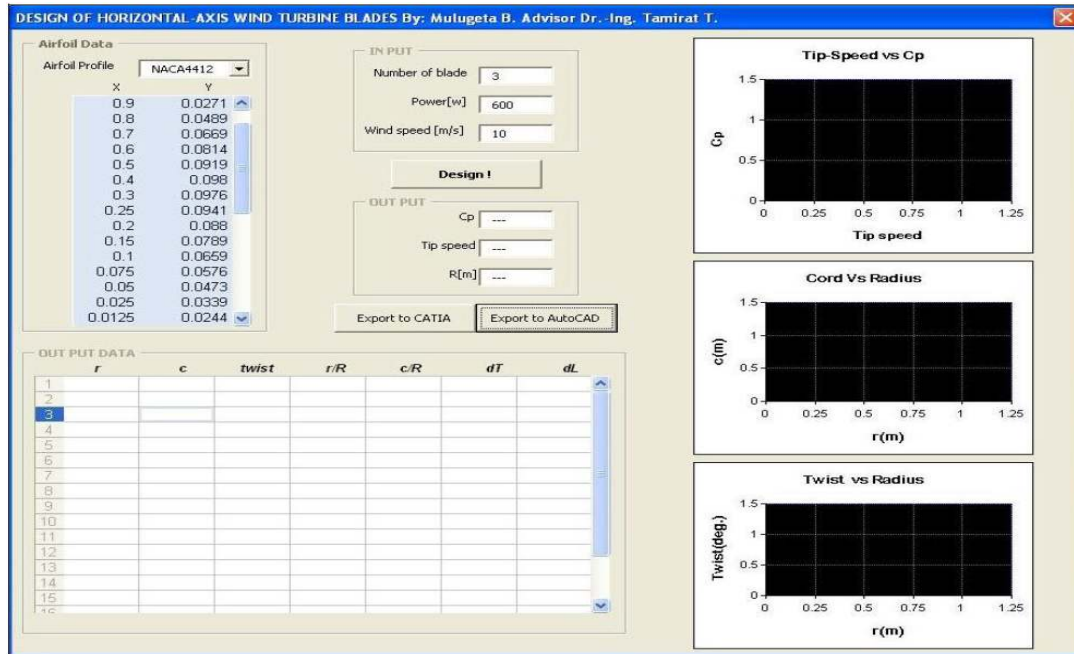 DESIGN OF HORIZONTAL-AXIS WIND TURBINE BLADES By: Mulugeta B. Advisor Dr.-Ing. Tamirat T.
Airfoil Data
Airfoil Profile NACA4412
X Y
0.9 0.0271
0.8 0.0489
0.7 0.0669
0.6 0.0814
0.5 0.0919
0.4 0.098
0.3 0.0976
0.25 0.0941
0.2 0.088
0.15 0.0789
0.1 0.0659
0.075 0.0576
0.05 0.0473
0.025 0.0339
0.0125 0.0244
IN PUT
Number of blade 3
Power[w] 600
Wind speed [m/s] 10
Design !
OUT PUT
Cp ---
Tip speed ---
R[m] ---
Export to CATIA Export to AutoCAD
OUT PUT DATA
r c twist r/R c/R dT dL
1
2
3
4
5
6
7
8
9
10
11
12
13
14
15
16
Tip-Speed vs Cp
Cp
1.5
1
0.5
0
0 0.25 0.5 0.75 1 1.25
Tip speed
Cord Vs Radius
c(m)
1.5
1
0.5
0
0 0.25 0.5 0.75 1 1.25
r(m)
Twist vs Radius
Twist(deg.)
1.5
1
0.5
0
0 0.25 0.5 0.75 1 1.25
r(m)